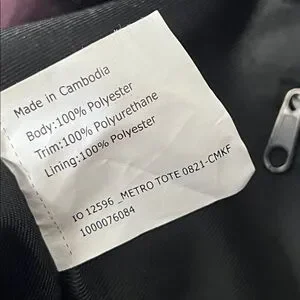 Made in Cambodia
Body:100% Polyester
Trim:100% Polyurethane
Lining:100% Polyester
IO 12596 _METRO TOTE 0821-CMKF
1000076084